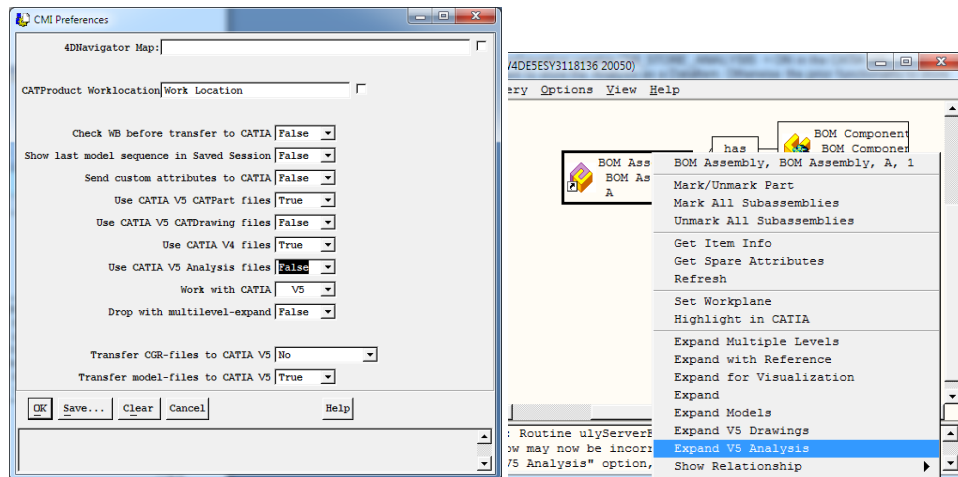 CMI Preferences
4DNavigator Map:
CATProduct Worklocation Work Location
Check WB before transfer to CATIA False
Show last model sequence in Saved Session False
Send custom attributes to CATIA False
Use CATIA V5 CATPart files True
Use CATIA V5 CATDrawing files False
Use CATIA V4 files True
Use CATIA V5 Analysis files False
Work with CATIA V5
Drop with multilevel-expand False
Transfer CGR-files to CATIA V5 No
Transfer model-files to CATIA V5 True
OK Save... Clear Cancel Help
V4DE5ESY3118136 20050)
ery Options View Help
has
BOM Component
BOM Componer
BOM Ass
BOM As
A
BOM Assembly, BOM Assembly, A, 1
Mark/Unmark Part
Mark All Subassemblies
Unmark All Subassemblies
Get Item Info
Get Spare Attributes
Refresh
Set Workplane
Highlight in CATIA
Expand Multiple Levels
Expand with Reference
Expand for Visualization
Expand
Expand Models
Expand V5 Drawings
Expand V5 Analysis
Show Relationship
: Routine ulyServerE
ow may now be incorr
V5 Analysis" option,